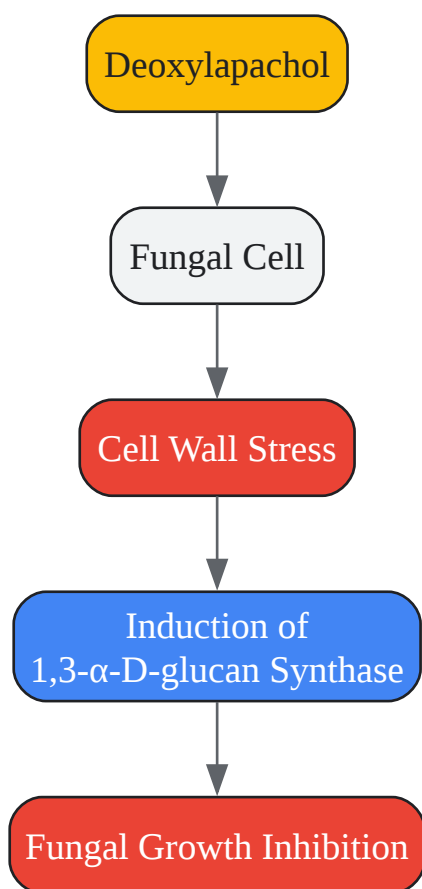 Deoxylapachol
Fungal Cell
Cell Wall Stress
Induction of
1,3-α-D-glucan Synthase
Fungal Growth Inhibition